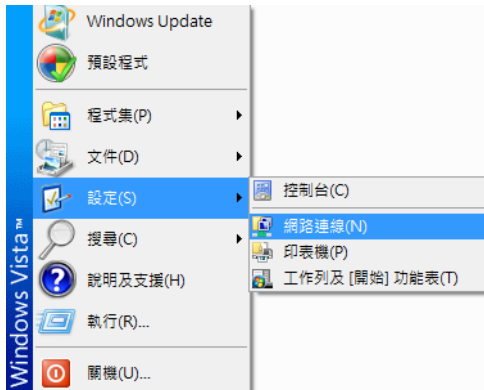 Windows Update
預設程式
程式集(P)
文件(D)
設定(S)
控制台(C)
網路連線(N)
印表機(P)
工作列及 [開始] 功能表(T)
搜尋(C)
說明及支援(H)
執行(R)...
關機(U)...
Windows Vista™